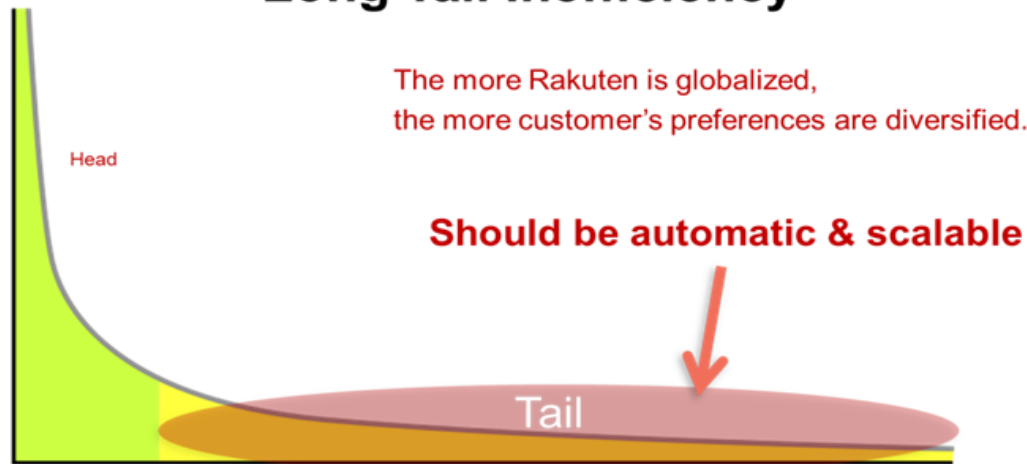 The more Rakuten is globalized,
the more customer's preferences are diversified.
Head
Should be automatic & scalable
Tail